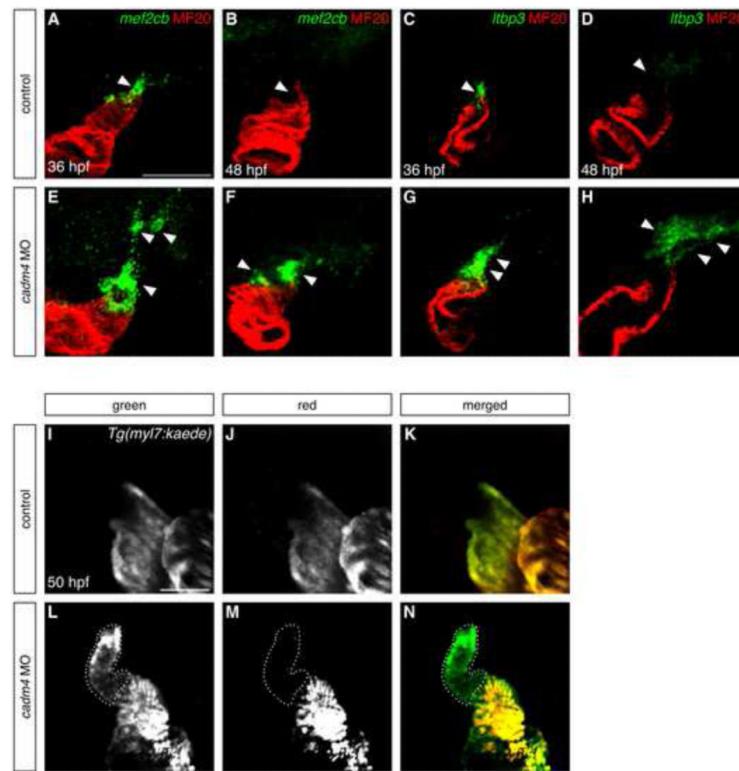 A mef2cb MF20
B mef2cb MF20
C ltbp3 MF20
D ltbp3 MF20
control
36 hpf
48 hpf
36 hpf
48 hpf
E
F
G
H
cadm4 MO
green
red
merged
I Tg(myl7:kaede)
J
K
control
50 hpf
L
M
N
cadm4 MO